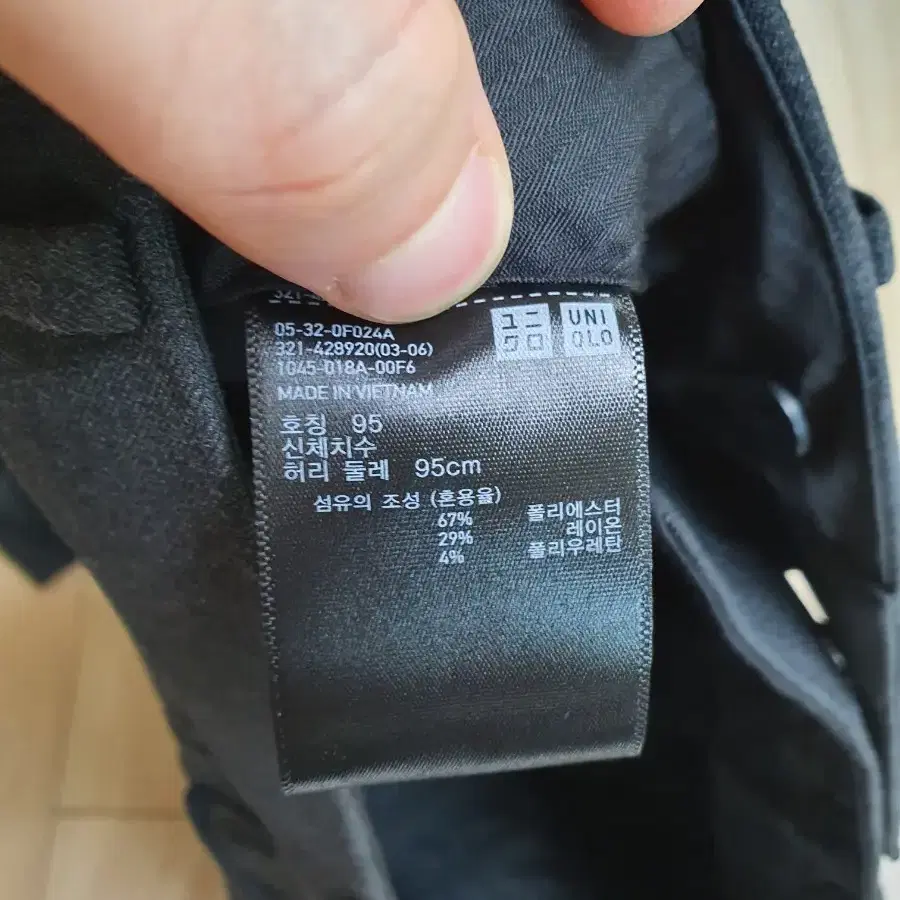 05-32-0F024A
321-428920(03-06)
1045-018A-00F6
MADE IN VIETNAM
ユニ
クロ
UNI
QLO
호칭 95
신체치수
허리 둘레 95cm
섬유의 조성 (혼용율)
67% 폴리에스터
29% 레이온
4% 폴리우레탄